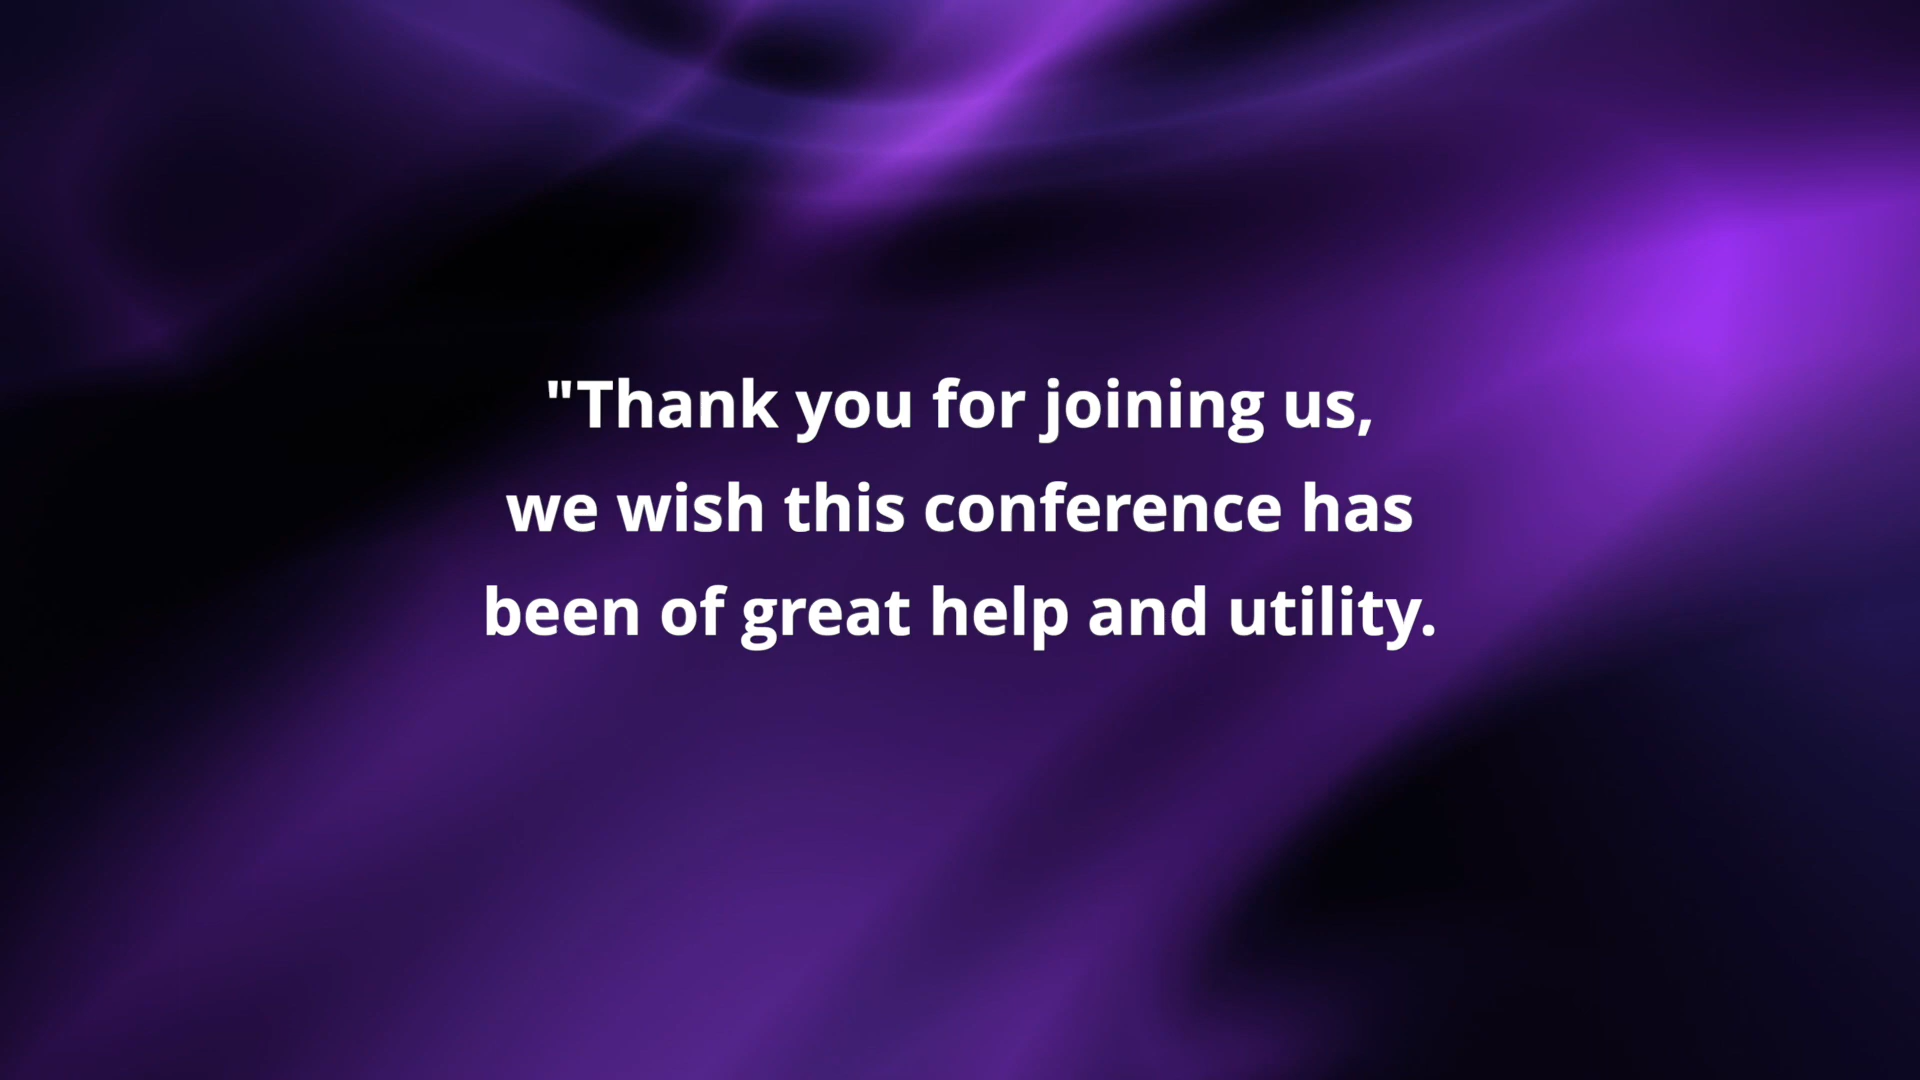 "Thank you for joining us,
we wish this conference has
been of great help and utility.